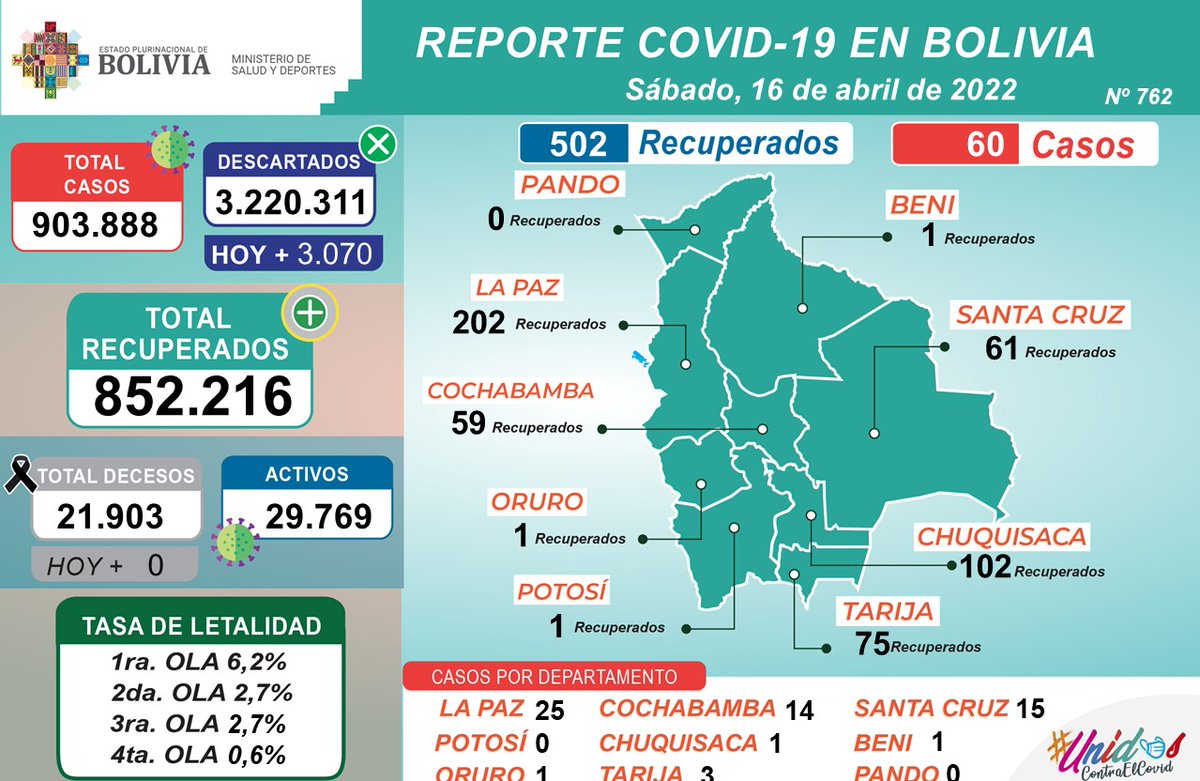 ESTADO PLURINACIONAL DE
BOLIVIA
MINISTERIO DE
SALUD Y DEPORTES
REPORTE COVID-19 EN BOLIVIA
Sábado, 16 de abril de 2022
Nº 762
TOTAL
CASOS
903.888
DESCARTADOS
3.220.311
HOY + 3.070
TOTAL
RECUPERADOS
852.216
TOTAL DECESOS
21.903
HOY + 0
ACTIVOS
29.769
TASA DE LETALIDAD
1ra. OLA 6,2%
2da. OLA 2,7%
3ra. OLA 2,7%
4ta. OLA 0,6%
502 Recuperados
60 Casos
PANDO
0 Recuperados
BENI
1 Recuperados
LA PAZ
202 Recuperados
SANTA CRUZ
61 Recuperados
COCHABAMBA
59 Recuperados
ORURO
1 Recuperados
CHUQUISACA
102 Recuperados
POTOSÍ
1 Recuperados
TARIJA
75 Recuperados
CASOS POR DEPARTAMENTO
LA PAZ 25 COCHABAMBA 14 SANTA CRUZ 15
POTOSÍ 0 CHUQUISACA 1 BENI 1
ORURO 1 TARIJA 3 PANDO 0
#Unidos
ContraElCovid